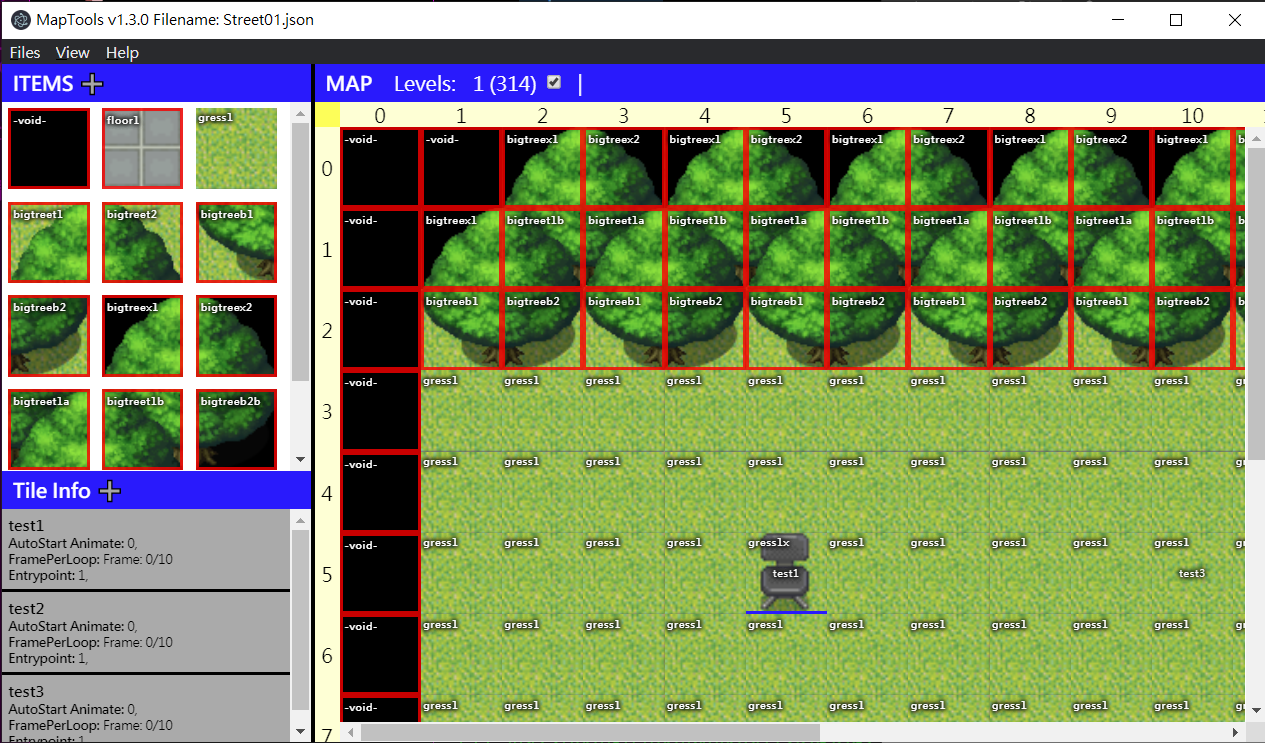 MapTools v1.3.0 Filename: Street01.json
Files View Help
ITEMS
-void- floor1 gress1
bigtreet1 bigtreet2 bigtreeb1
bigtreeb2 bigtreex1 bigtreex2
bigtreet1a bigtreet1b bigtreeb2b
Tile Info
test1
AutoStart Animate: 0,
FramePerLoop: Frame: 0/10
Entrypoint: 1,
test2
AutoStart Animate: 0,
FramePerLoop: Frame: 0/10
Entrypoint: 1,
test3
AutoStart Animate: 0,
FramePerLoop: Frame: 0/10
Entrypoint: 1,
MAP Levels: 1 (314) |
0 1 2 3 4 5 6 7 8 9 10
0 -void- -void- bigtreex1 bigtreex2 bigtreex1 bigtreex2 bigtreex1 bigtreex2 bigtreex1 bigtreex2 bigtreex1 b
1 -void- bigtreex1 bigtreet1b bigtreet1a bigtreet1b bigtreet1a bigtreet1b bigtreet1a bigtreet1b bigtreet1a bigtreet1b b
2 -void- bigtreeb1 bigtreeb2 bigtreeb1 bigtreeb2 bigtreeb1 bigtreeb2 bigtreeb1 bigtreeb2 bigtreeb1 bigtreeb2 b
3 -void- gress1 gress1 gress1 gress1 gress1 gress1 gress1 gress1 gress1 gress1 g
4 -void- gress1 gress1 gress1 gress1 gress1 gress1 gress1 gress1 gress1 gress1 g
5 -void- gress1 gress1 gress1 gress1 gress1x gress1 gress1 gress1 gress1 gress1 g
test1 test3
6 -void- gress1 gress1 gress1 gress1 gress1 gress1 gress1 gress1 gress1 gress1 g
7 -void- gress1 gress1 gress1 gress1 gress1 gress1 gress1 gress1 gress1 gress1 g